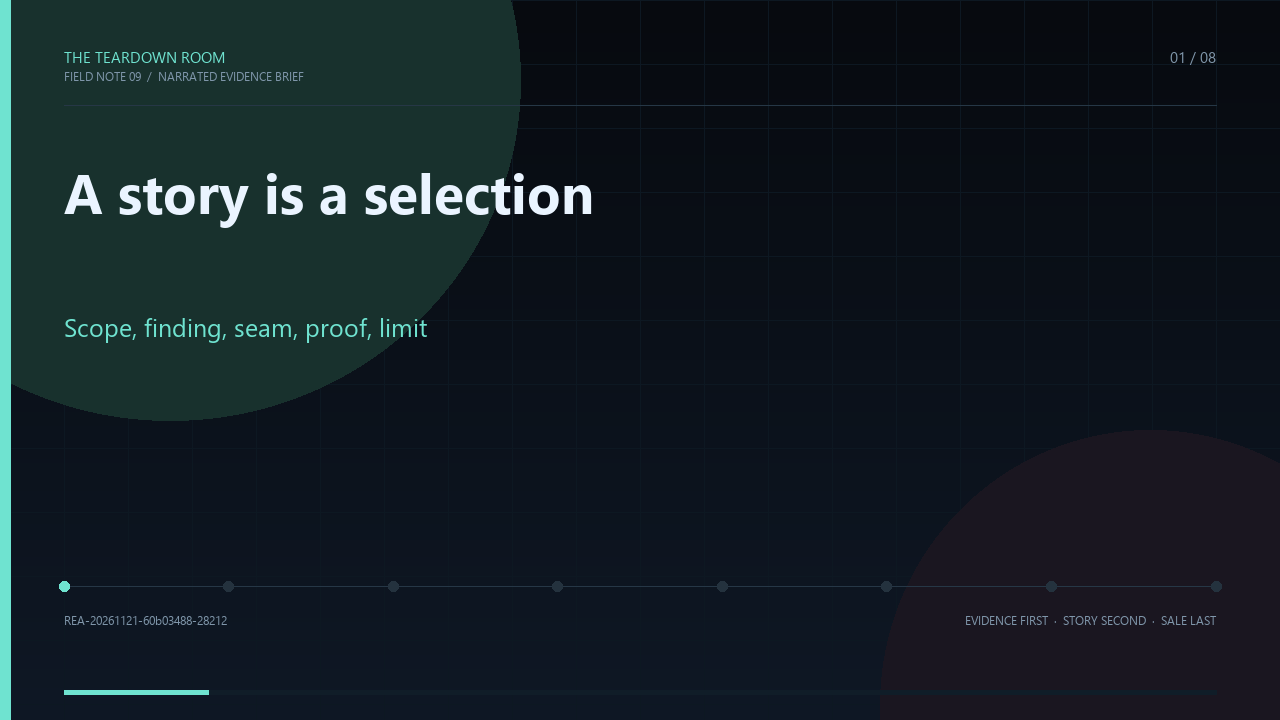 THE TEARDOWN ROOM
FIELD NOTE 09 / NARRATED EVIDENCE BRIEF
01 / 08
A story is a selection
Scope, finding, seam, proof, limit
REA-20261121-60b03488-28212
EVIDENCE FIRST · STORY SECOND · SALE LAST